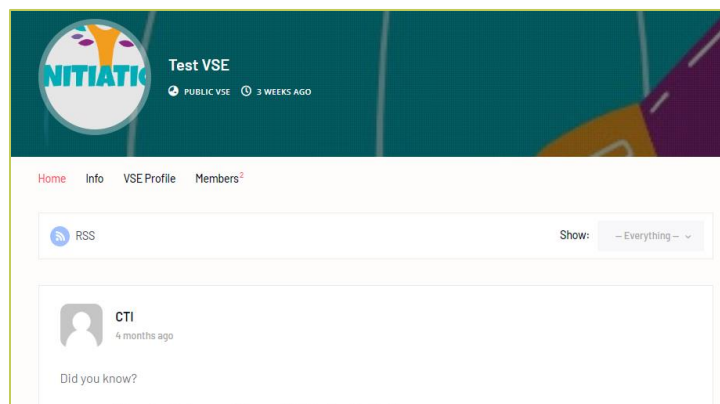 NITIATI
Test VSE
PUBLIC VSE 3 WEEKS AGO
Home Info VSE Profile Members 2
RSS Show: — Everything —
CTI
4 months ago
Did you know?